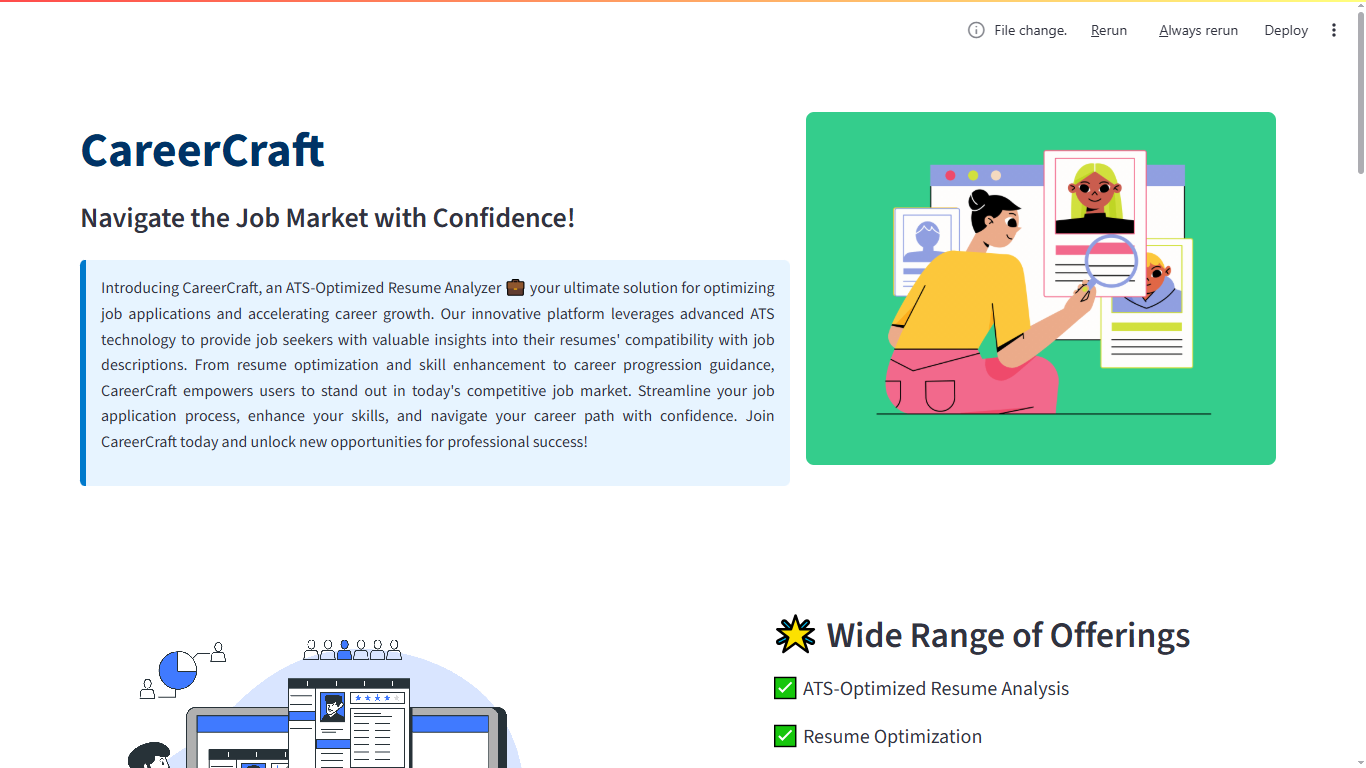 File change. Rerun Always rerun Deploy
CareerCraft
Navigate the Job Market with Confidence!
Introducing CareerCraft, an ATS-Optimized Resume Analyzer 💼 your ultimate solution for optimizing
job applications and accelerating career growth. Our innovative platform leverages advanced ATS
technology to provide job seekers with valuable insights into their resumes' compatibility with job
descriptions. From resume optimization and skill enhancement to career progression guidance,
CareerCraft empowers users to stand out in today's competitive job market. Streamline your job
application process, enhance your skills, and navigate your career path with confidence. Join
CareerCraft today and unlock new opportunities for professional success!
🌟 Wide Range of Offerings
✅ ATS-Optimized Resume Analysis
✅ Resume Optimization